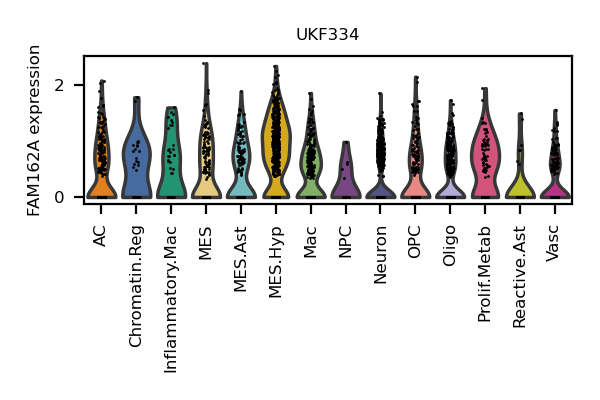 UKF334
FAM162A expression
2
0
AC
Chromatin.Reg
Inflammatory.Mac
MES
MES.Ast
MES.Hyp
Mac
NPC
Neuron
OPC
Oligo
Prolif.Metab
Reactive.Ast
Vasc